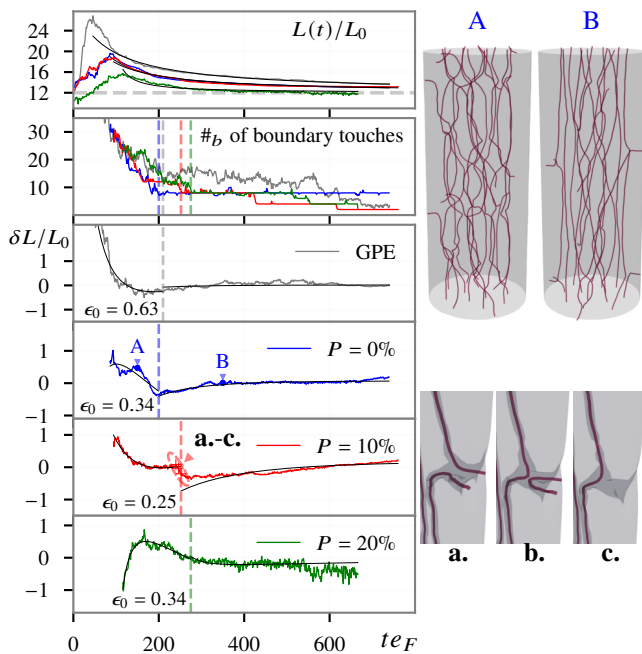 L(t)/L₀
24
20
16
12
#_b of boundary touches
30
20
10
δL/L₀
1
0
−1
GPE
ϵ₀ = 0.63
1
0
−1
A
B
P = 0%
ϵ₀ = 0.34
1
0
−1
a.-c.
P = 10%
ϵ₀ = 0.25
1
0
−1
P = 20%
ϵ₀ = 0.34
0 200 400 600 te_F
A B
a. b. c.